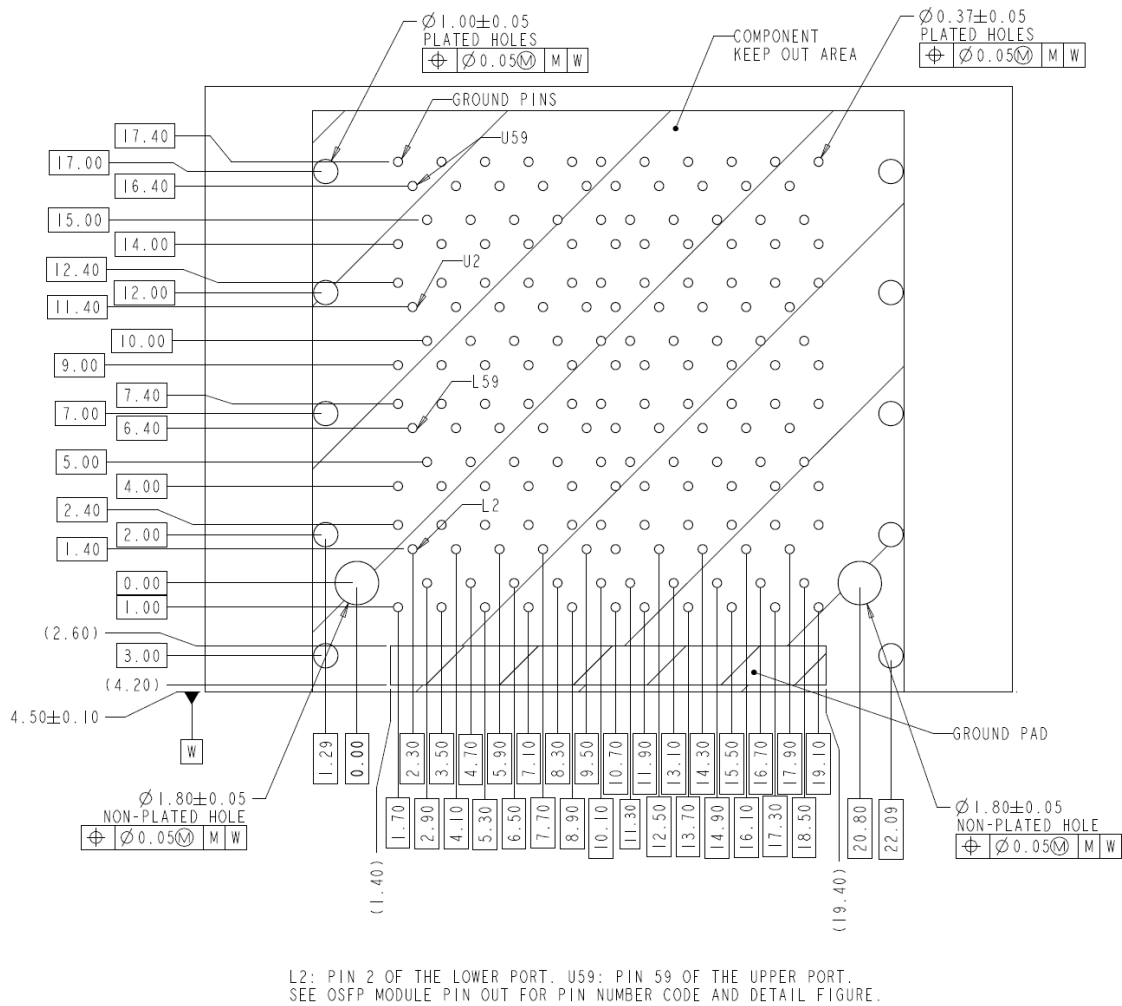 Ø1.00±0.05
PLATED HOLES
⌖ Ø0.05Ⓜ M W
COMPONENT
KEEP OUT AREA
Ø0.37±0.05
PLATED HOLES
⌖ Ø0.05Ⓜ M W
GROUND PINS
U59
17.40
17.00
16.40
15.00
14.00
12.40
U2
12.00
11.40
10.00
9.00
7.40
L59
7.00
6.40
5.00
4.00
2.40
L2
2.00
1.40
0.00
1.00
(2.60)
3.00
(4.20)
4.50±0.10
W
GROUND PAD
1.29
0.00
2.30
3.50
4.70
5.90
7.10
8.30
9.50
10.70
11.90
13.10
14.30
15.50
16.70
17.90
19.10
1.70
2.90
4.10
5.30
6.50
7.70
8.90
10.10
11.30
12.50
13.70
14.90
16.10
17.30
18.50
20.80
22.09
(1.40)
(19.40)
Ø1.80±0.05
NON-PLATED HOLE
⌖ Ø0.05Ⓜ M W
Ø1.80±0.05
NON-PLATED HOLE
⌖ Ø0.05Ⓜ M W
L2: PIN 2 OF THE LOWER PORT. U59: PIN 59 OF THE UPPER PORT.
SEE OSFP MODULE PIN OUT FOR PIN NUMBER CODE AND DETAIL FIGURE.